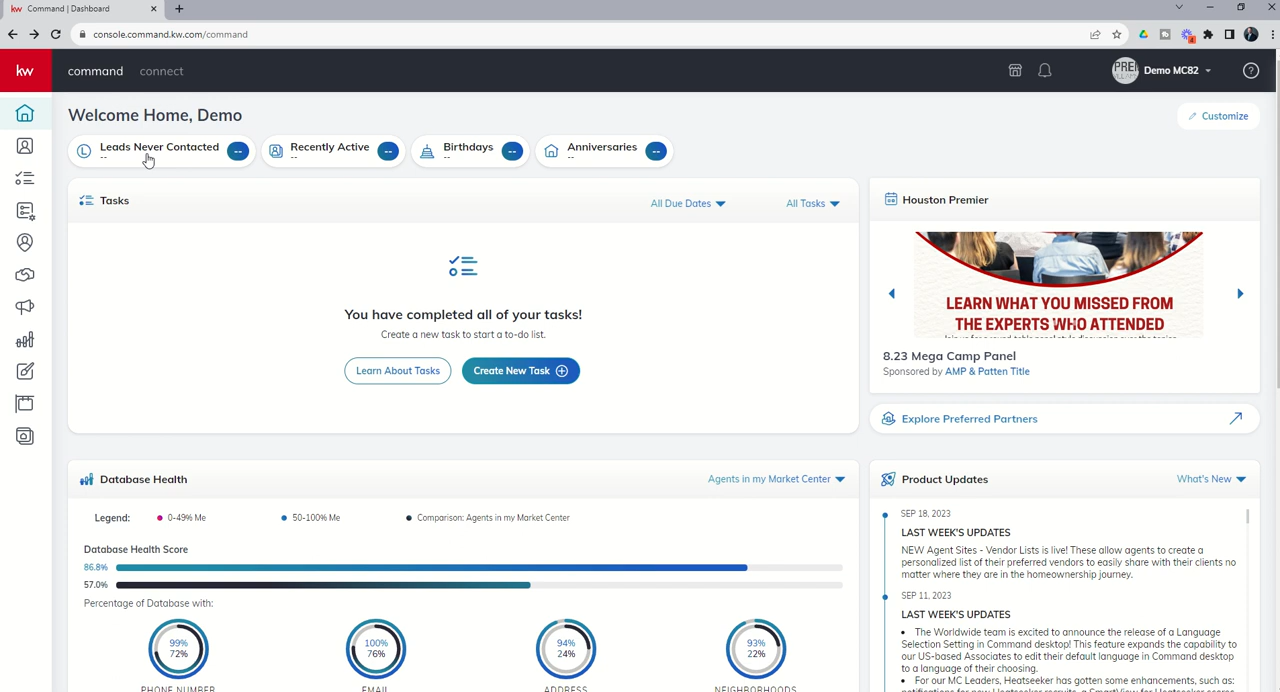 kw Command | Dashboard
console.command.kw.com/command
kw
command
connect
Demo MC82
Welcome Home, Demo
Customize
Leads Never Contacted
--
--
Recently Active
--
--
Birthdays
--
--
Anniversaries
--
--
Tasks
All Due Dates
All Tasks
You have completed all of your tasks!
Create a new task to start a to-do list.
Learn About Tasks
Create New Task
Houston Premier
LEARN WHAT YOU MISSED FROM
THE EXPERTS WHO ATTENDED
8.23 Mega Camp Panel
Sponsored by AMP & Patten Title
Explore Preferred Partners
Database Health
Agents in my Market Center
Legend:
0-49% Me
50-100% Me
Comparison: Agents in my Market Center
Database Health Score
86.8%
57.0%
Percentage of Database with:
99%
72%
PHONE NUMBER
100%
76%
EMAIL
94%
24%
ADDRESS
93%
22%
NEIGHBORHOODS
Product Updates
What's New
SEP 18, 2023
LAST WEEK'S UPDATES
NEW Agent Sites - Vendor Lists is live! These allow agents to create a
personalized list of their preferred vendors to easily share with their clients no
matter where they are in the homeownership journey.
SEP 11, 2023
LAST WEEK'S UPDATES
• The Worldwide team is excited to announce the release of a Language
Selection Setting in Command desktop! This feature expands the capability to
our US-based Associates to edit their default language in Command desktop
to a language of their choosing.
• For our MC Leaders, Heatseeker has gotten some enhancements, such as: